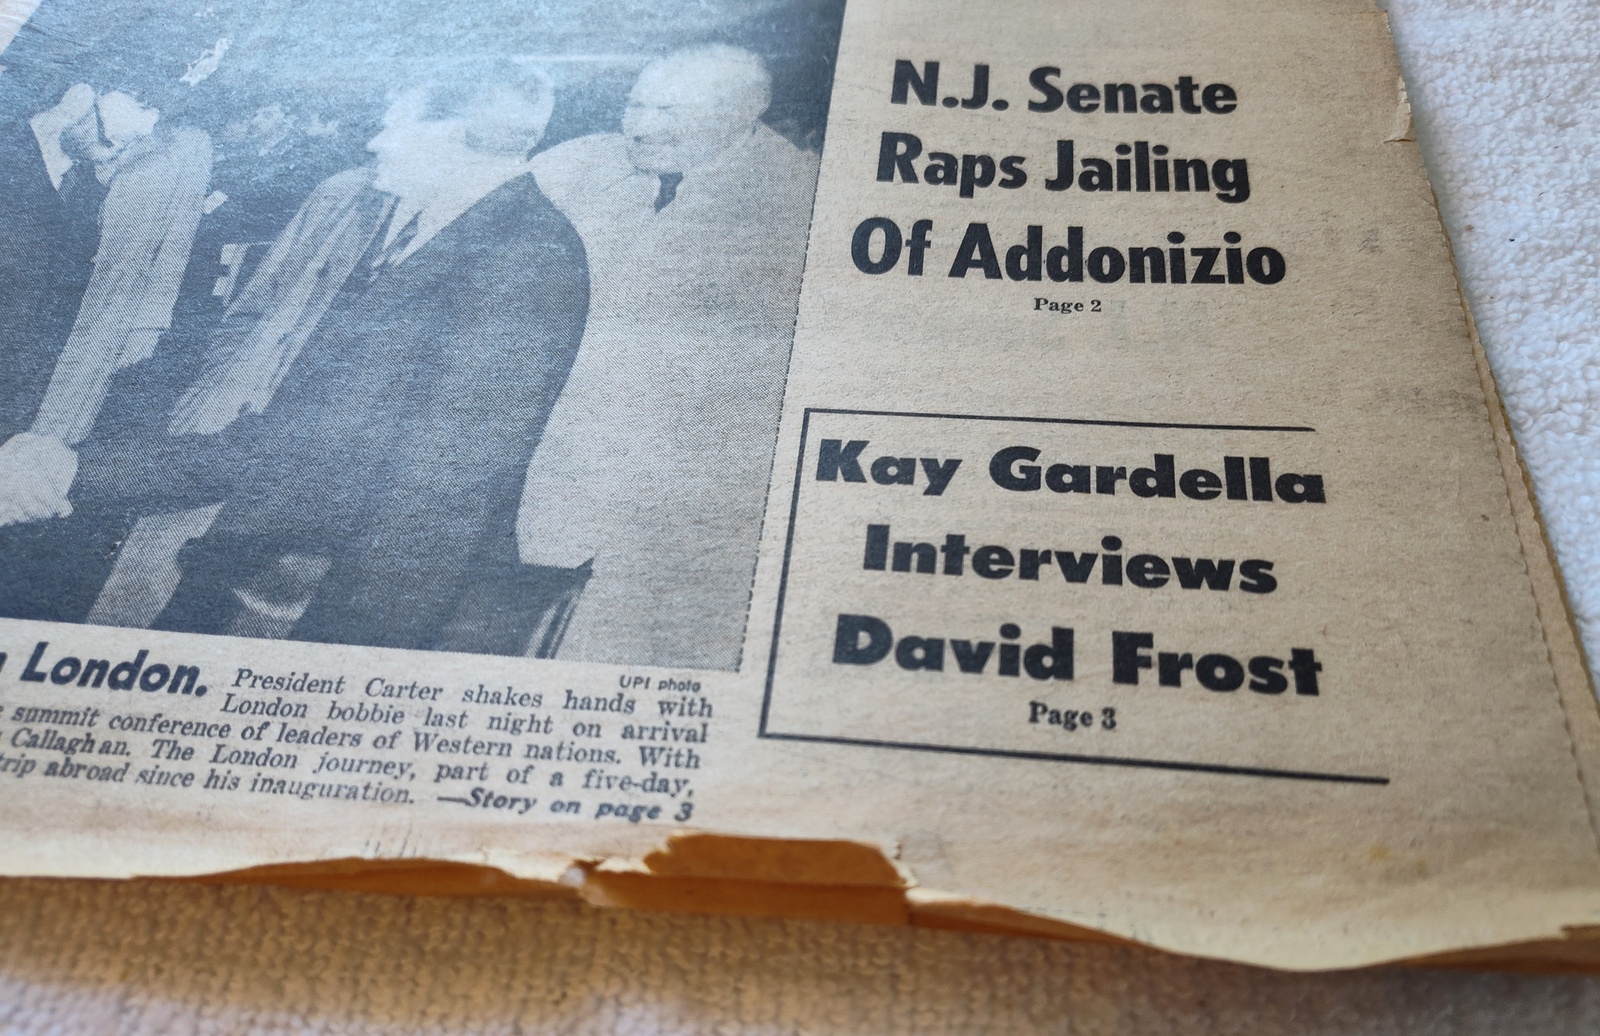 N.J. Senate
Raps Jailing
Of Addonizio
Page 2
Kay Gardella
Interviews
David Frost
Page 3
UPI photo
London. President Carter shakes hands with
London bobbie last night on arrival
summit conference of leaders of Western nations. With
Callaghan. The London journey, part of a five-day,
trip abroad since his inauguration. —Story on page 3